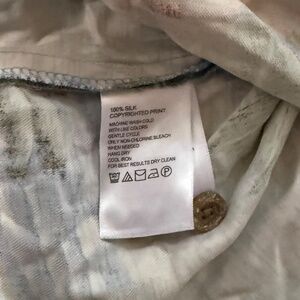 100% SILK
COPYRIGHTED PRINT
MACHINE WASH COLD
WITH LIKE COLORS
GENTLE CYCLE
ONLY NON-CHLORINE BLEACH
WHEN NEEDED
HANG DRY
COOL IRON
FOR BEST RESULTS DRY CLEAN